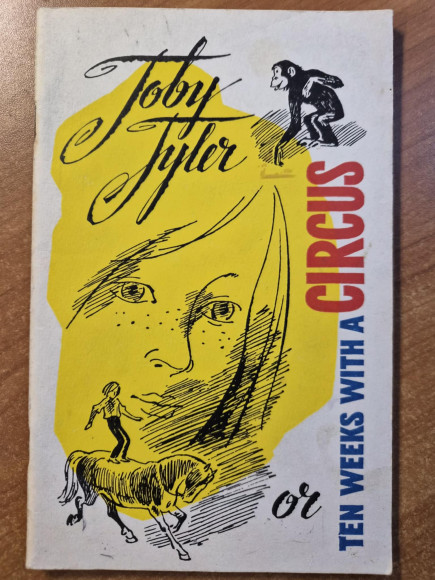 Toby
Tyler
or
TEN WEEKS WITH A CIRCUS